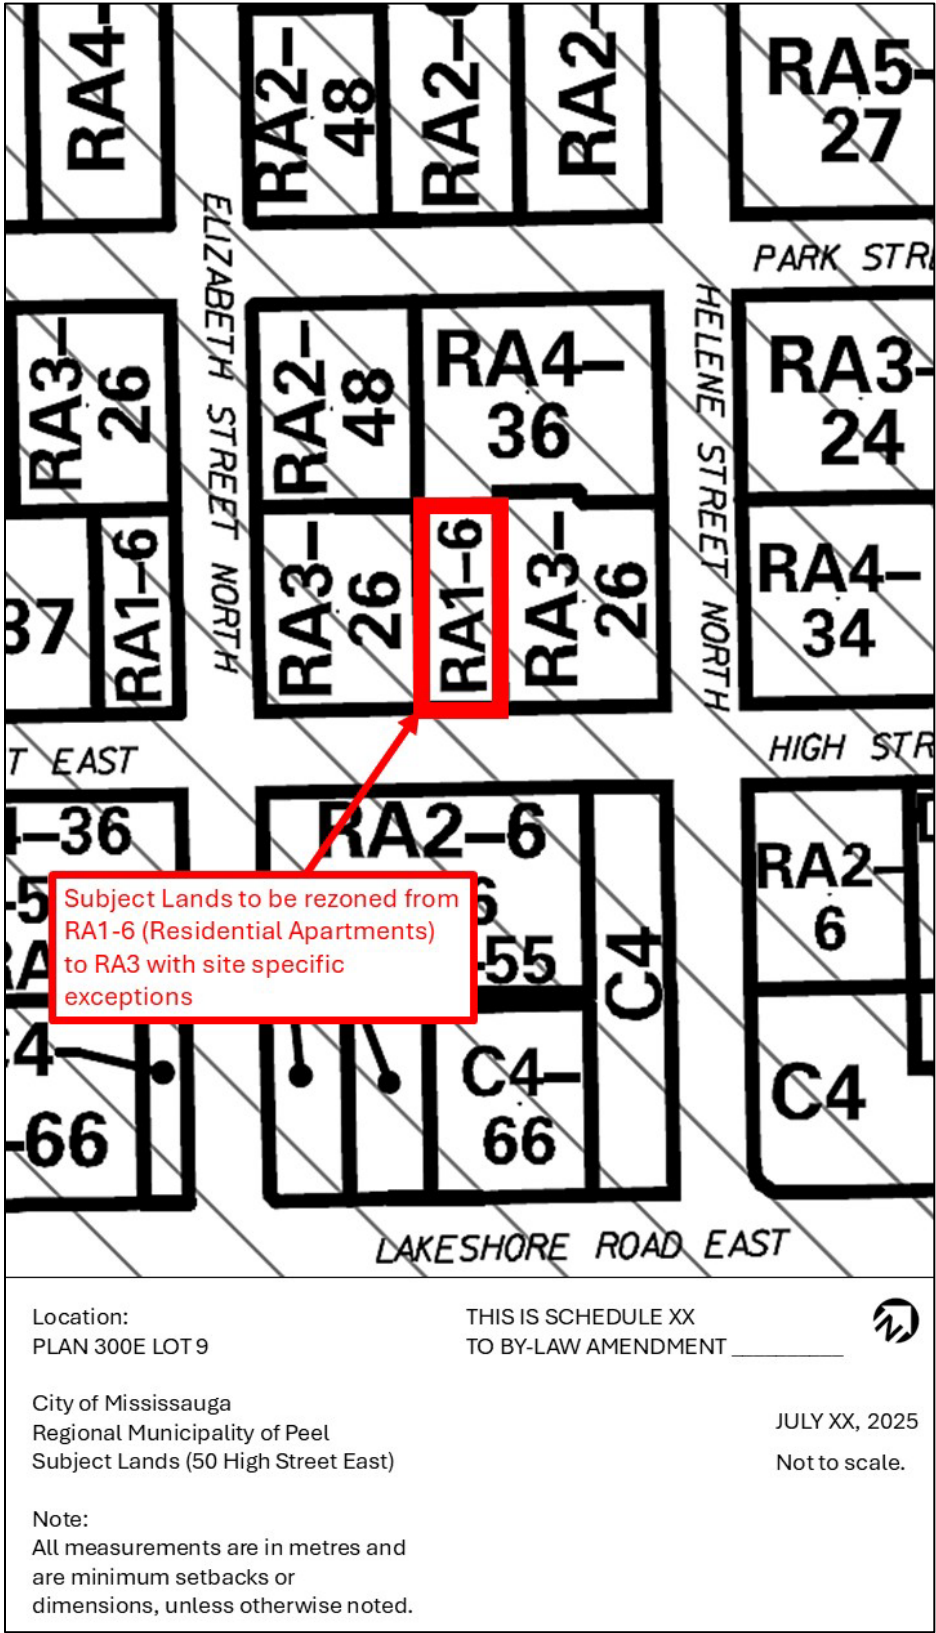 RA4-
RA2-
48
RA2-
RA2-
RA5-
27
PARK STR
ELIZABETH STREET NORTH
HELENE STREET NORTH
RA3-
26
RA2-
48
RA4-
36
RA3-
24
37
RA1-6
RA3-
26
RA1-6
RA3-
26
RA4-
34
T EAST
HIGH STR
-36
RA2-6
RA2-
6
-5
6
RA
-55
C4
Subject Lands to be rezoned from
RA1-6 (Residential Apartments)
to RA3 with site specific
exceptions
C4-
66
4
-66
C4
LAKESHORE ROAD EAST
Location:
PLAN 300E LOT 9
THIS IS SCHEDULE XX
TO BY-LAW AMENDMENT __________
N
City of Mississauga
Regional Municipality of Peel
Subject Lands (50 High Street East)
JULY XX, 2025
Not to scale.
Note:
All measurements are in metres and
are minimum setbacks or
dimensions, unless otherwise noted.